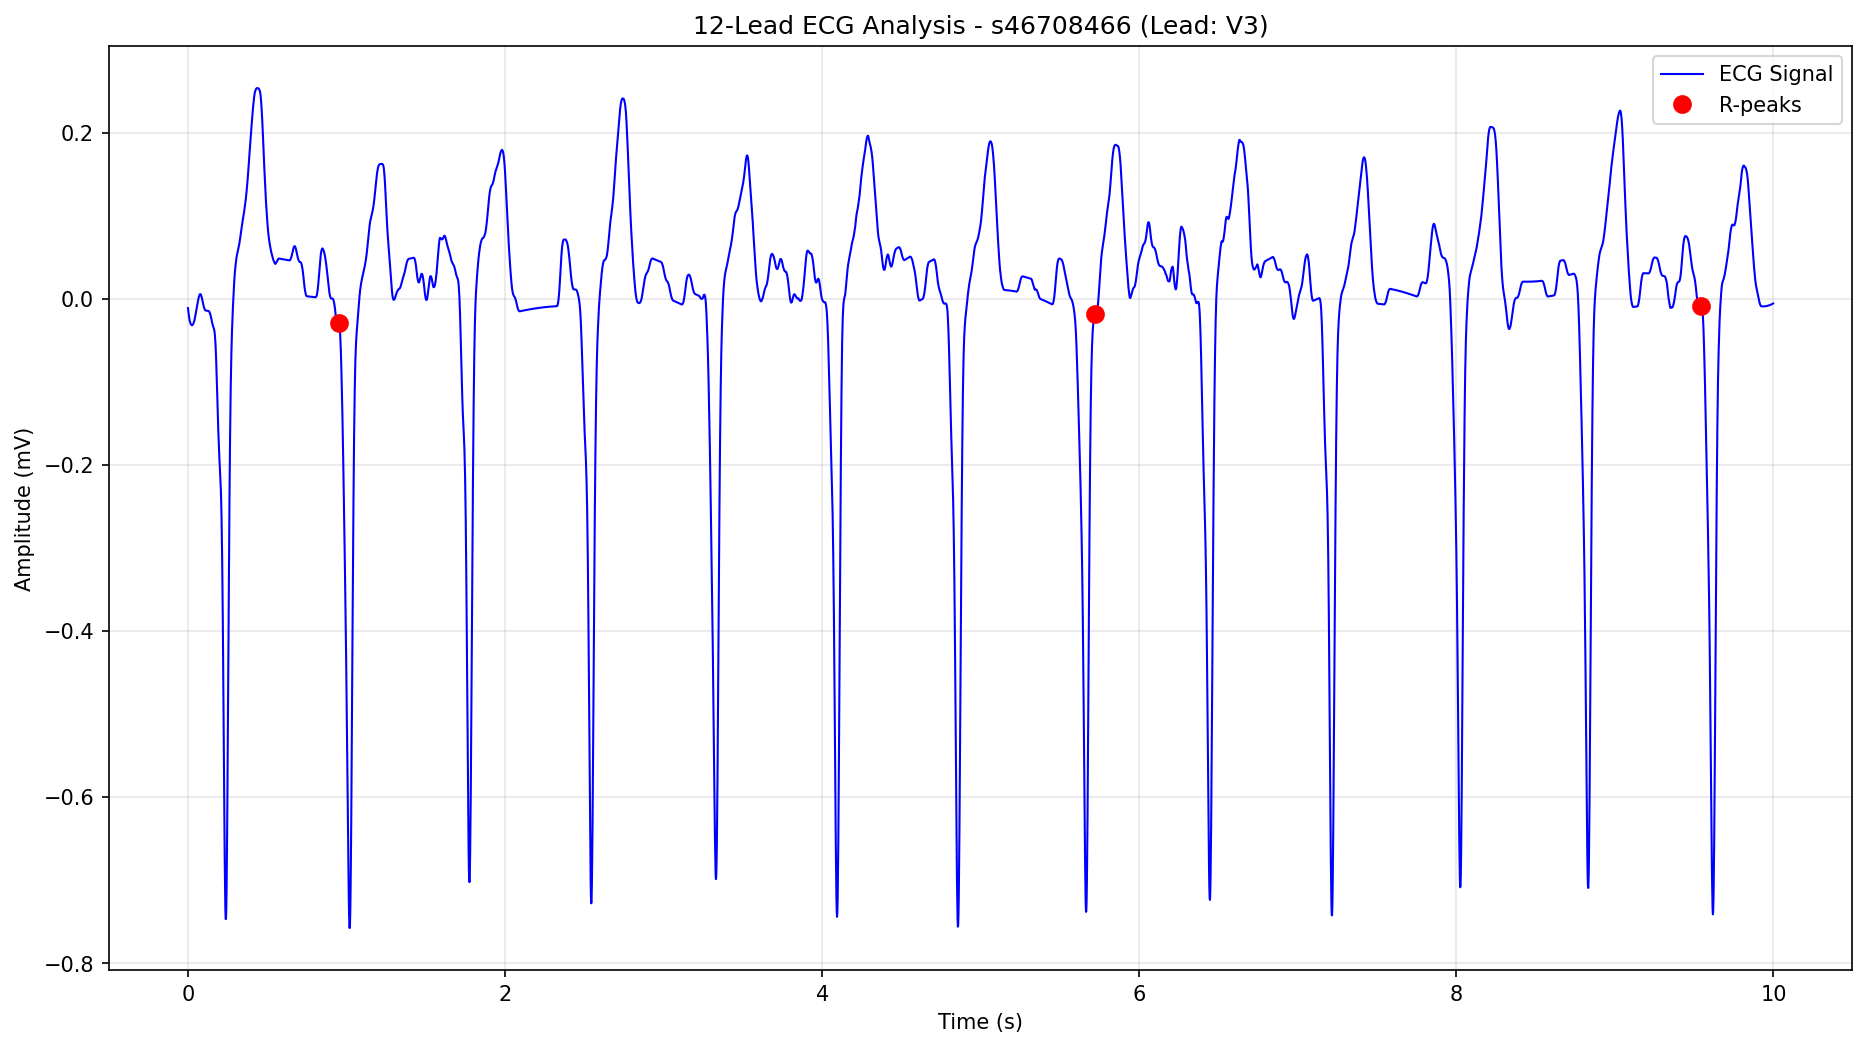 12-Lead ECG Analysis - s46708466 (Lead: V3)
ECG Signal
R-peaks
Amplitude (mV)
0.2
0.0
−0.2
−0.4
−0.6
−0.8
0 2 4 6 8 10
Time (s)